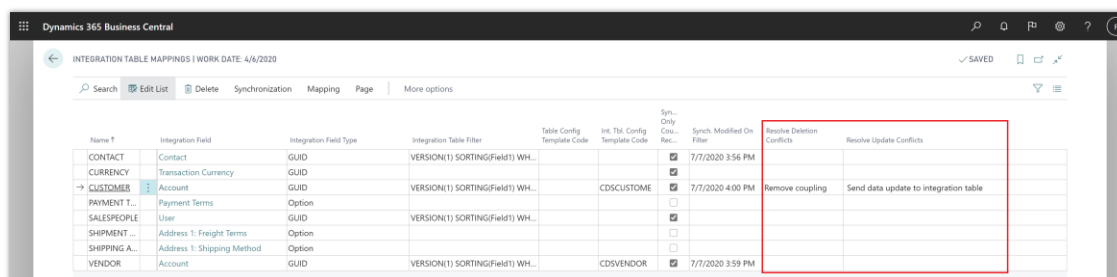 Dynamics 365 Business Central
INTEGRATION TABLE MAPPINGS | WORK DATE: 4/6/2020
SAVED
Search Edit List Delete Synchronization Mapping Page More options
Name ↑ Integration Field Integration Field Type Integration Table Filter Table Config Template Code Int. Tbl. Config Template Code Syn... Only Cou... Rec... Synch. Modified On Filter Resolve Deletion Conflicts Resolve Update Conflicts
CONTACT Contact GUID VERSION(1) SORTING(Field1) WH... 7/7/2020 3:56 PM
CURRENCY Transaction Currency GUID
→ CUSTOMER Account GUID VERSION(1) SORTING(Field1) WH... CDSCUSTOME 7/7/2020 4:00 PM Remove coupling Send data update to integration table
PAYMENT T... Payment Terms Option
SALESPEOPLE User GUID VERSION(1) SORTING(Field1) WH...
SHIPMENT ... Address 1: Freight Terms Option
SHIPPING A... Address 1: Shipping Method Option
VENDOR Account GUID VERSION(1) SORTING(Field1) WH... CDSVENDOR 7/7/2020 3:59 PM